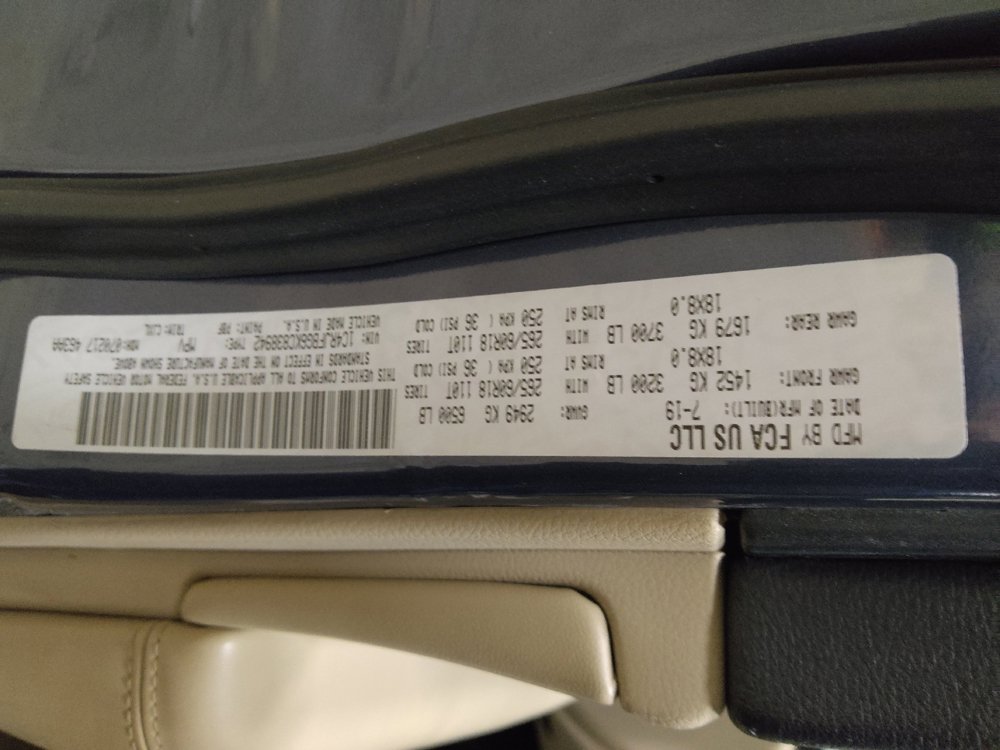 MFD BY FCA US LLC
DATE OF MFR(BUILT): 7-19 GVWR: 2949 KG 6500 LB
GAWR FRONT: 1452 KG 3200 LB WITH TIRES 265/60R18 110T
18X8.0 RIMS AT 250 KPA ( 36 PSI) COLD
GAWR REAR: 1679 KG 3700 LB WITH TIRES 265/60R18 110T
18X8.0 RIMS AT 250 KPA ( 36 PSI) COLD
THIS VEHICLE CONFORMS TO ALL APPLICABLE U.S.A. FEDERAL MOTOR VEHICLE SAFETY
STANDARDS IN EFFECT ON THE DATE OF MANUFACTURE SHOWN ABOVE.
VIN: 1C4RJFBG6KC838942 TYPE: MPV MDH:070217
VEHICLE MADE IN U.S.A. PAINT: PBF TRIM: